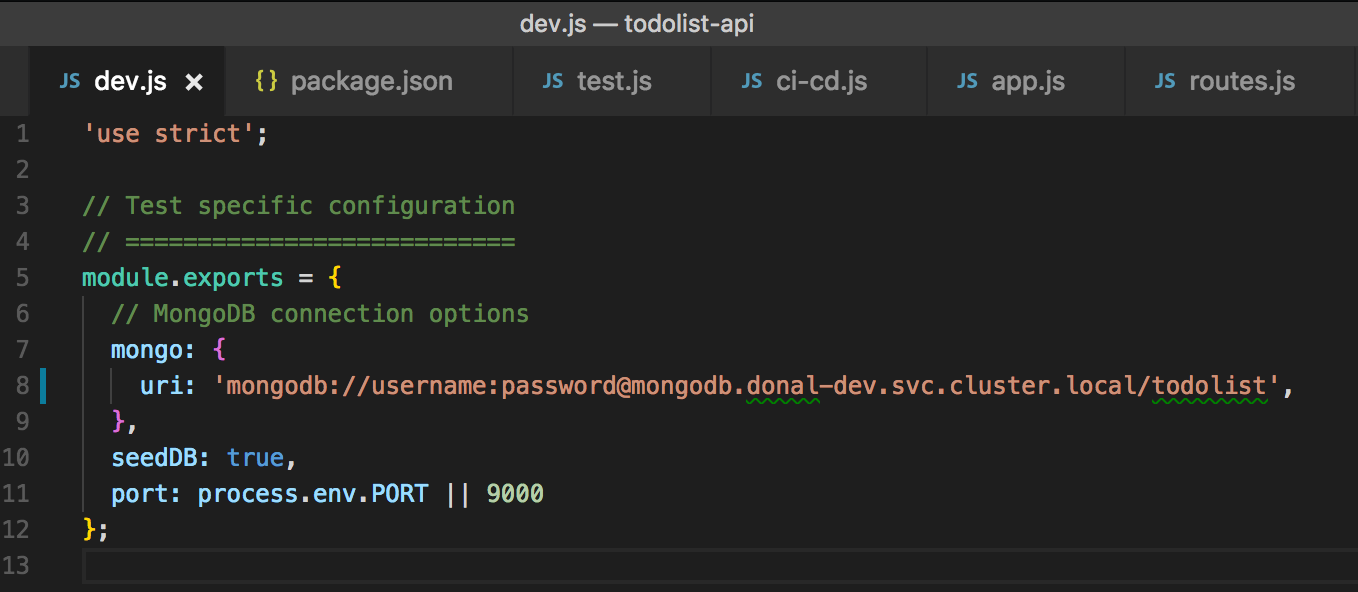 dev.js — todolist-api
JS dev.js × {} package.json JS test.js JS ci-cd.js JS app.js JS routes.js
1 'use strict';
2
3 // Test specific configuration
4 // ===========================
5 module.exports = {
6   // MongoDB connection options
7   mongo: {
8     uri: 'mongodb://username:password@mongodb.donal-dev.svc.cluster.local/todolist',
9   },
10   seedDB: true,
11   port: process.env.PORT || 9000
12 };
13